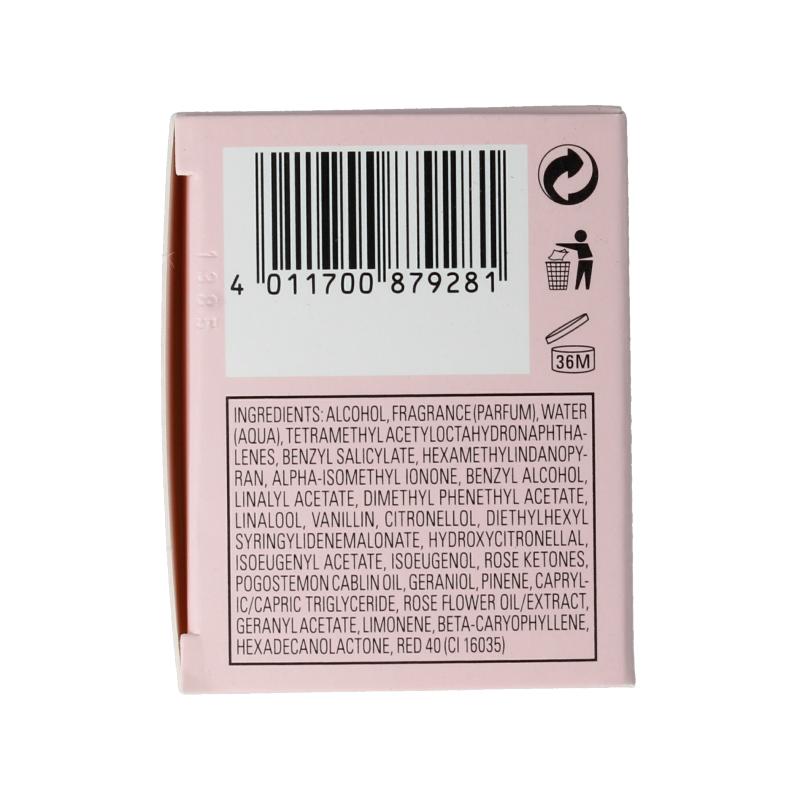 4 011700 879281
36M
1385
INGREDIENTS: ALCOHOL, FRAGRANCE (PARFUM), WATER
(AQUA), TETRAMETHYL ACETYLOCTAHYDRONAPHTHA-
LENES, BENZYL SALICYLATE, HEXAMETHYLINDANOPY-
RAN, ALPHA-ISOMETHYL IONONE, BENZYL ALCOHOL,
LINALYL ACETATE, DIMETHYL PHENETHYL ACETATE,
LINALOOL, VANILLIN, CITRONELLOL, DIETHYLHEXYL
SYRINGYLIDENEMALONATE, HYDROXYCITRONELLAL,
ISOEUGENYL ACETATE, ISOEUGENOL, ROSE KETONES,
POGOSTEMON CABLIN OIL, GERANIOL, PINENE, CAPRYL-
IC/CAPRIC TRIGLYCERIDE, ROSE FLOWER OIL/EXTRACT,
GERANYL ACETATE, LIMONENE, BETA-CARYOPHYLLENE,
HEXADECANOLACTONE, RED 40 (CI 16035)